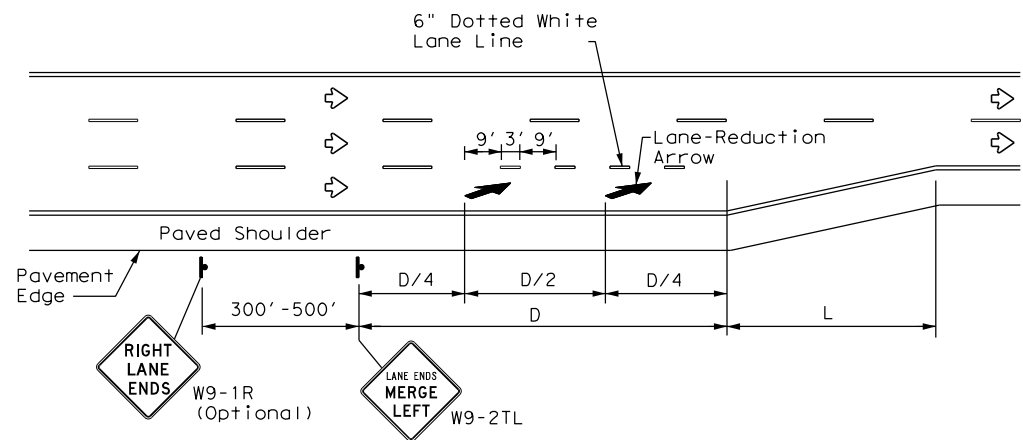 6" Dotted White
Lane Line
9' 3' 9'
Lane-Reduction
Arrow
Paved Shoulder
Pavement
Edge
D/4 D/2 D/4
300'-500' D L
RIGHT
LANE
ENDS
W9-1R
(Optional)
LANE ENDS
MERGE
LEFT
W9-2TL